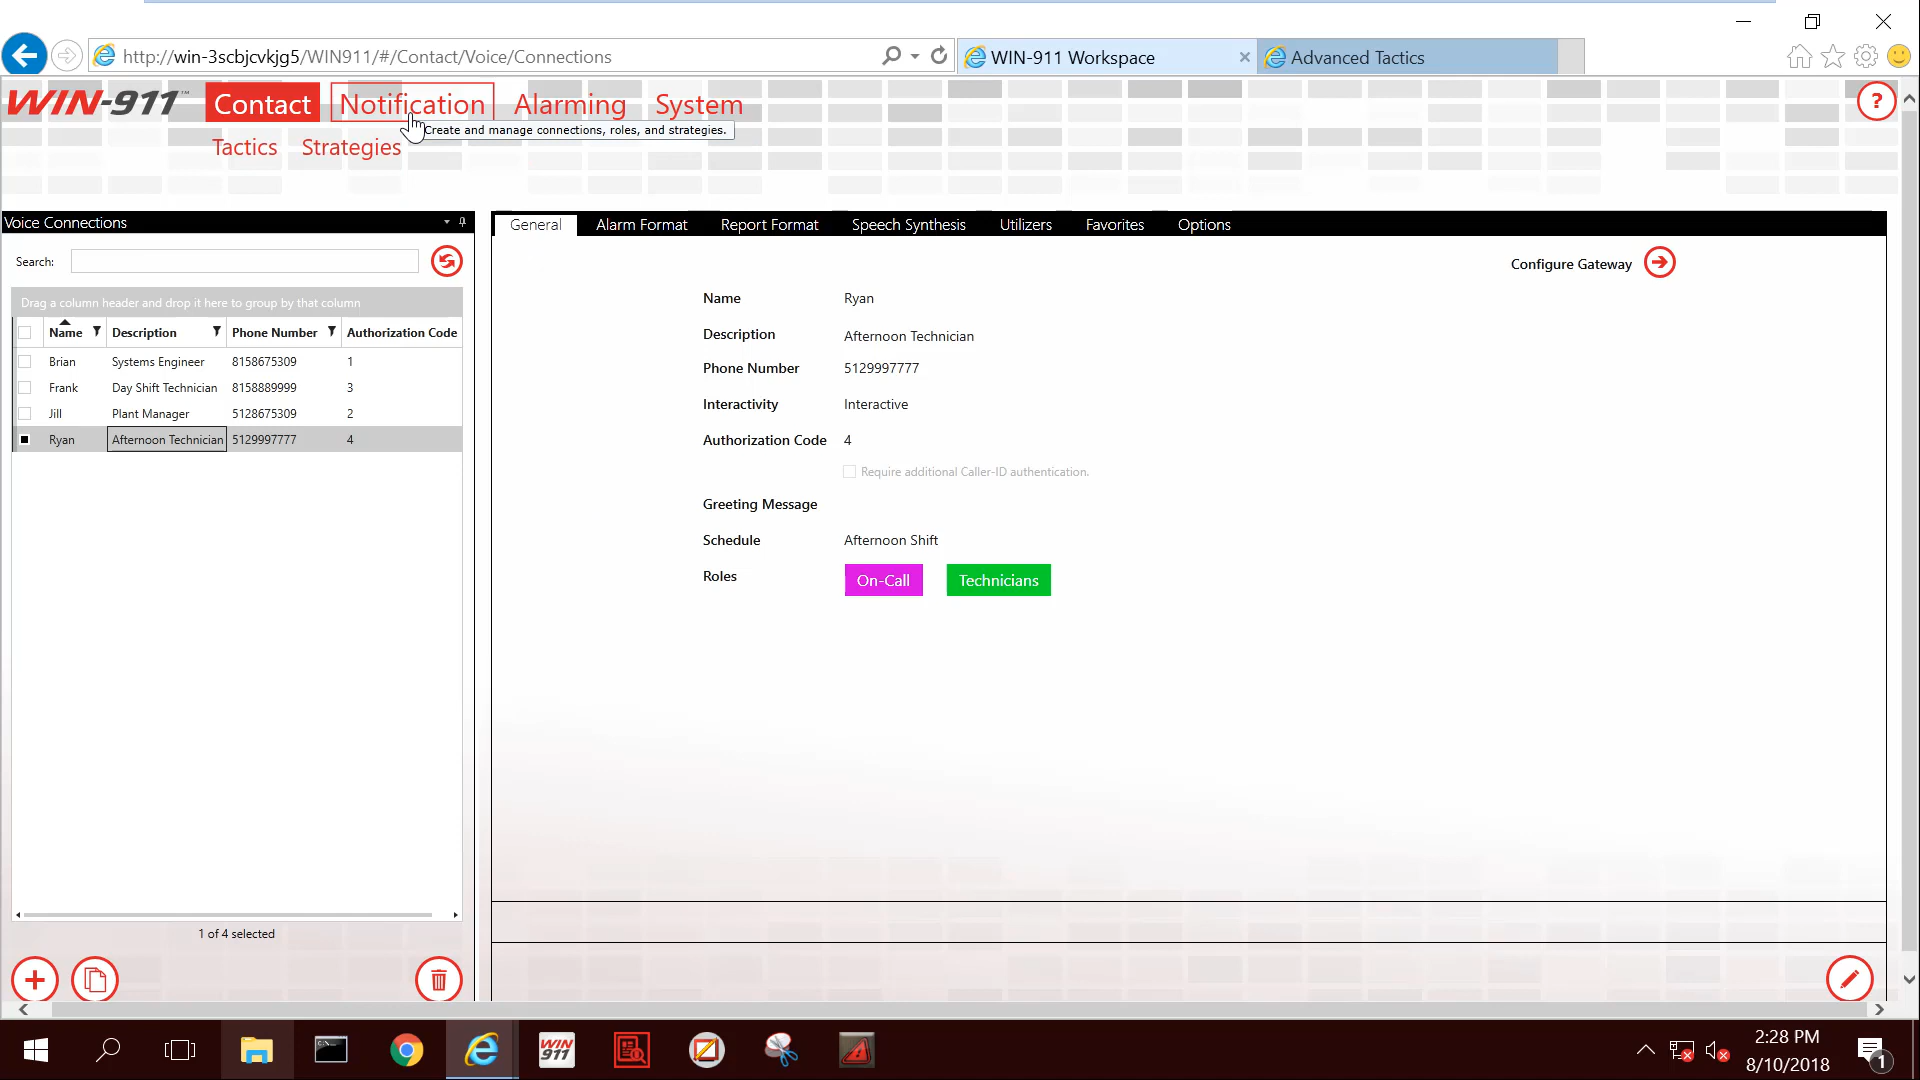 http://win-3scbjcvkjg5/WIN911/#/Contact/Voice/Connections
WIN-911 Workspace
Advanced Tactics
WIN-911™
Contact
Notification
Alarming
System
?
Create and manage connections, roles, and strategies.
Tactics
Strategies
Voice Connections
General
Alarm Format
Report Format
Speech Synthesis
Utilizers
Favorites
Options
Search:
Configure Gateway
Drag a column header and drop it here to group by that column
Name Description Phone Number Authorization Code
Brian Systems Engineer 8158675309 1
Frank Day Shift Technician 8158889999 3
Jill Plant Manager 5128675309 2
Ryan Afternoon Technician 5129997777 4
1 of 4 selected
Name Ryan
Description Afternoon Technician
Phone Number 5129997777
Interactivity Interactive
Authorization Code 4
Require additional Caller-ID authentication.
Greeting Message
Schedule Afternoon Shift
Roles On-Call Technicians
WIN
911
2:28 PM
8/10/2018
1